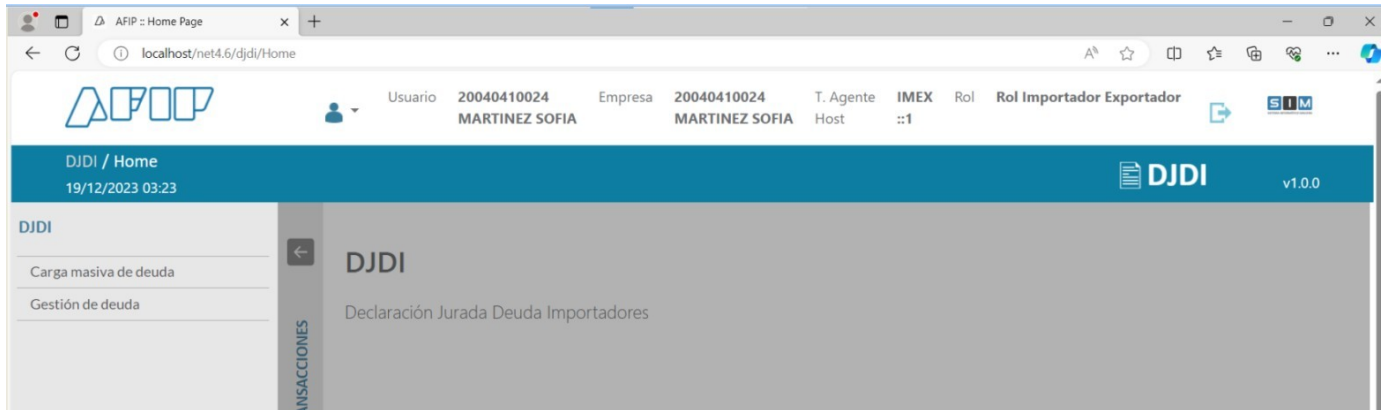 AFIP :: Home Page
localhost/net4.6/djdi/Home
AFIP
Usuario 20040410024 MARTINEZ SOFIA
Empresa 20040410024 MARTINEZ SOFIA
T. Agente IMEX
Host ::1
Rol Rol Importador Exportador
SIM
DJDI / Home
19/12/2023 03:23
DJDI
v1.0.0
DJDI
Carga masiva de deuda
Gestión de deuda
DJDI
Declaración Jurada Deuda Importadores